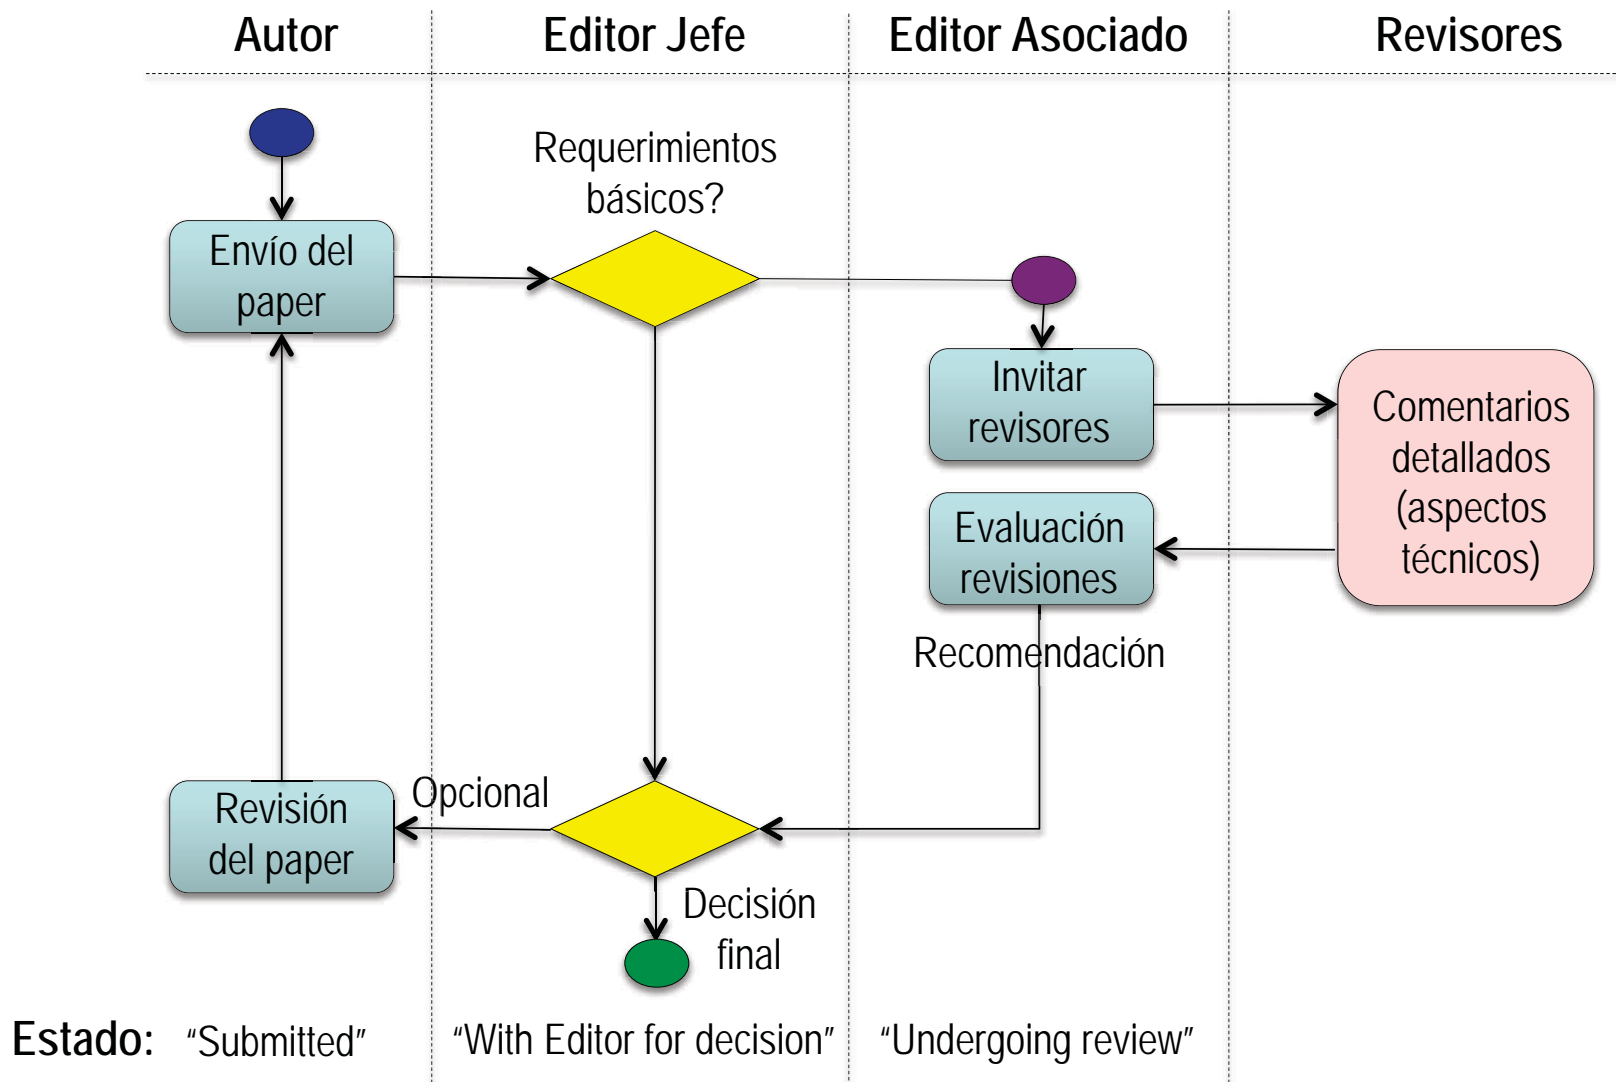 Autor
Editor Jefe
Editor Asociado
Revisores
Requerimientos
básicos?
Envío del
paper
Invitar
revisores
Comentarios
detallados
(aspectos
técnicos)
Evaluación
revisiones
Recomendación
Opcional
Revisión
del paper
Decisión
final
Estado:
“Submitted”
“With Editor for decision”
“Undergoing review”